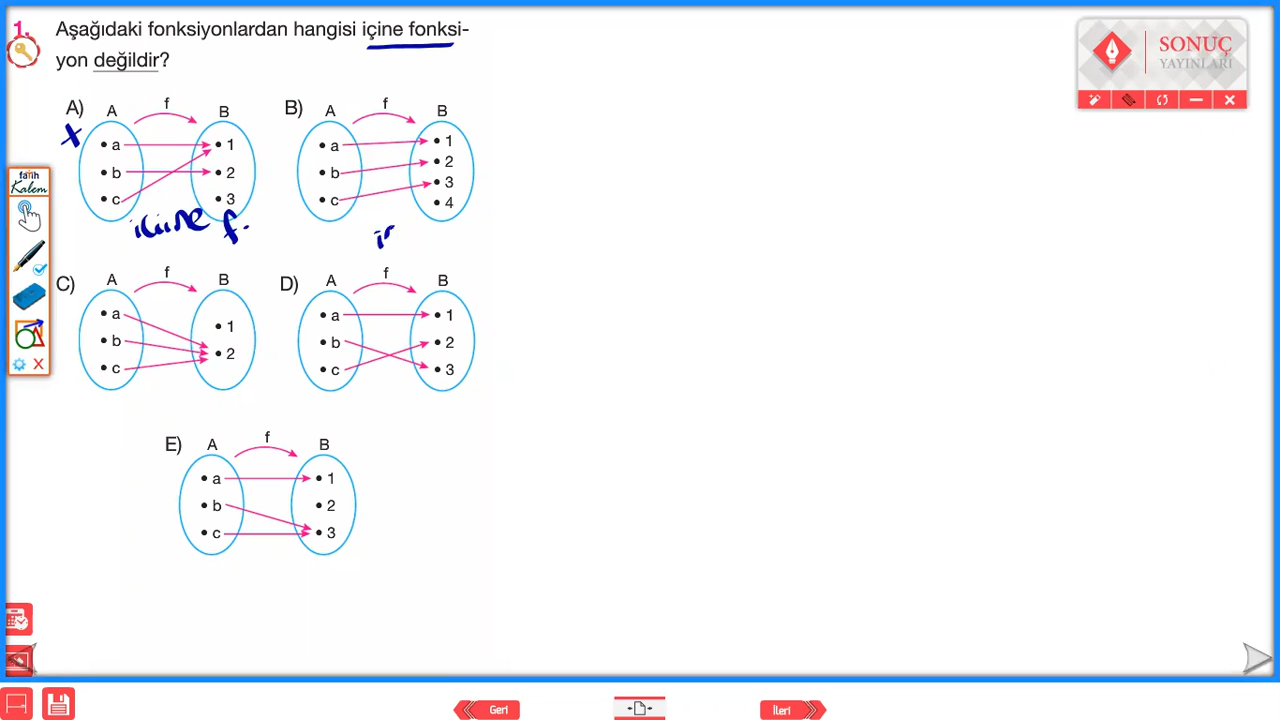 1. Aşağıdaki fonksiyonlardan hangisi içine fonksi-
yon değildir?
SONUÇ
YAYINLARI
A) A f B
a 1
b 2
c 3
içine f.
B) A f B
a 1
b 2
c 3
4
fatih
Kalem
C) A f B
a 1
b 2
c
D) A f B
a 1
b 2
c 3
E) A f B
a 1
b 2
c 3
X
Geri
İleri